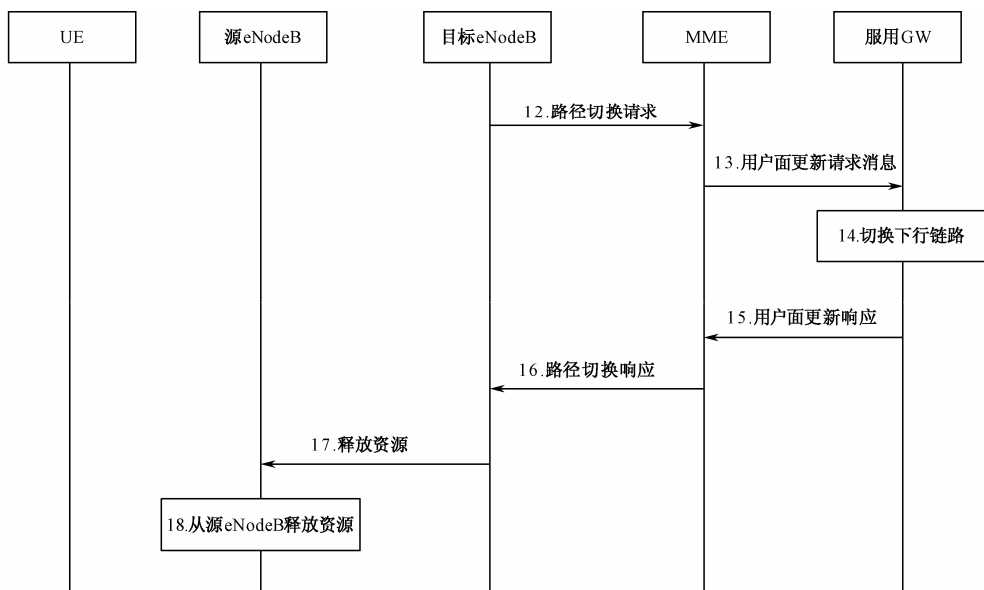 UE
源eNodeB
目标eNodeB
MME
服用GW
12.路径切换请求
13.用户面更新请求消息
14.切换下行链路
15.用户面更新响应
16.路径切换响应
17.释放资源
18.从源eNodeB释放资源